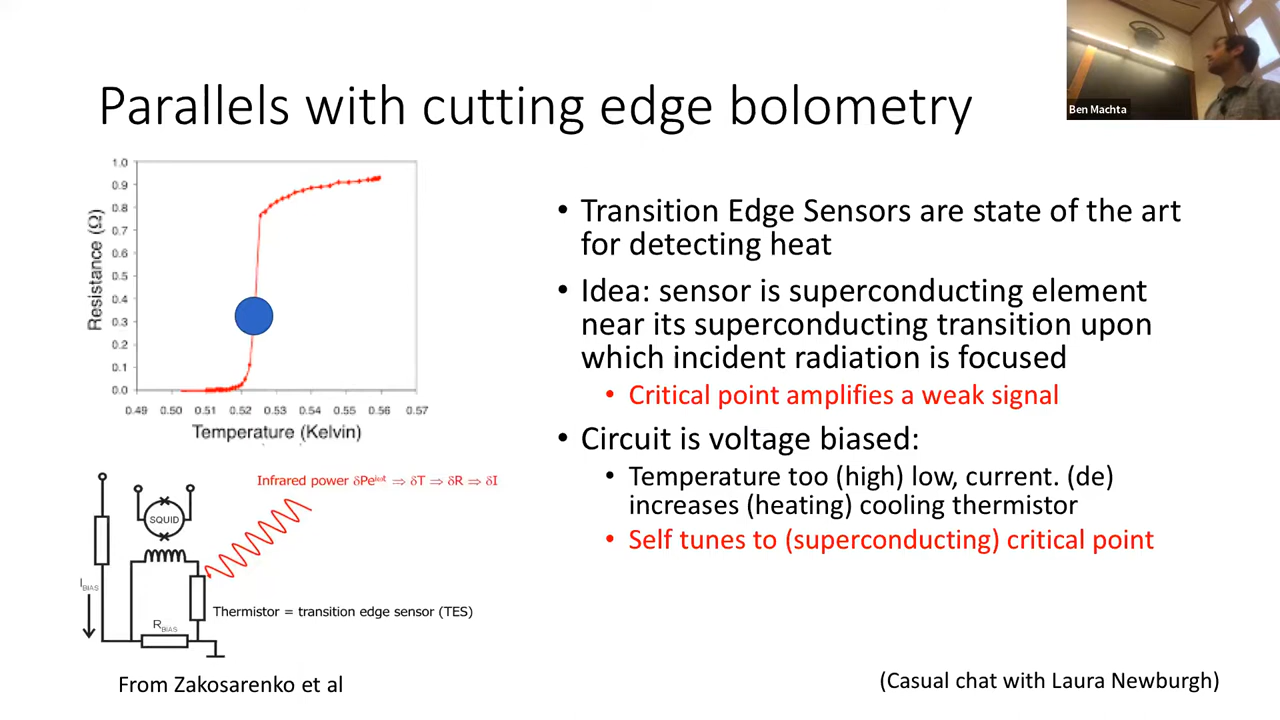 Ben Machta
Parallels with cutting edge bolometry
1.0
0.9
0.8
0.7
0.6
0.5
0.4
0.3
0.2
0.1
0.0
Resistance (Ω)
0.49 0.50 0.51 0.52 0.53 0.54 0.55 0.56 0.57
Temperature (Kelvin)
• Transition Edge Sensors are state of the art
for detecting heat
• Idea: sensor is superconducting element
near its superconducting transition upon
which incident radiation is focused
• Critical point amplifies a weak signal
• Circuit is voltage biased:
• Temperature too (high) low, current. (de)
increases (heating) cooling thermistor
• Self tunes to (superconducting) critical point
Infrared power δPeⁱʷᵗ ⇒ δT ⇒ δR ⇒ δI
SQUID
I BIAS
Thermistor = transition edge sensor (TES)
R BIAS
From Zakosarenko et al
(Casual chat with Laura Newburgh)